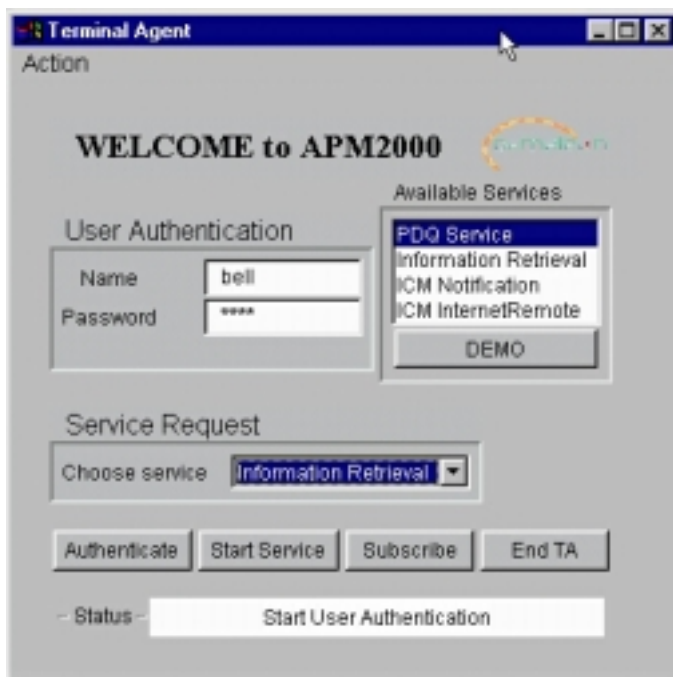 Terminal Agent
Action
WELCOME to APM2000
Available Services
User Authentication
PDQ Service
Information Retrieval
ICM Notification
ICM InternetRemote
DEMO
Name bell
Password ****
Service Request
Choose service Information Retrieval
Authenticate Start Service Subscribe End TA
Status Start User Authentication